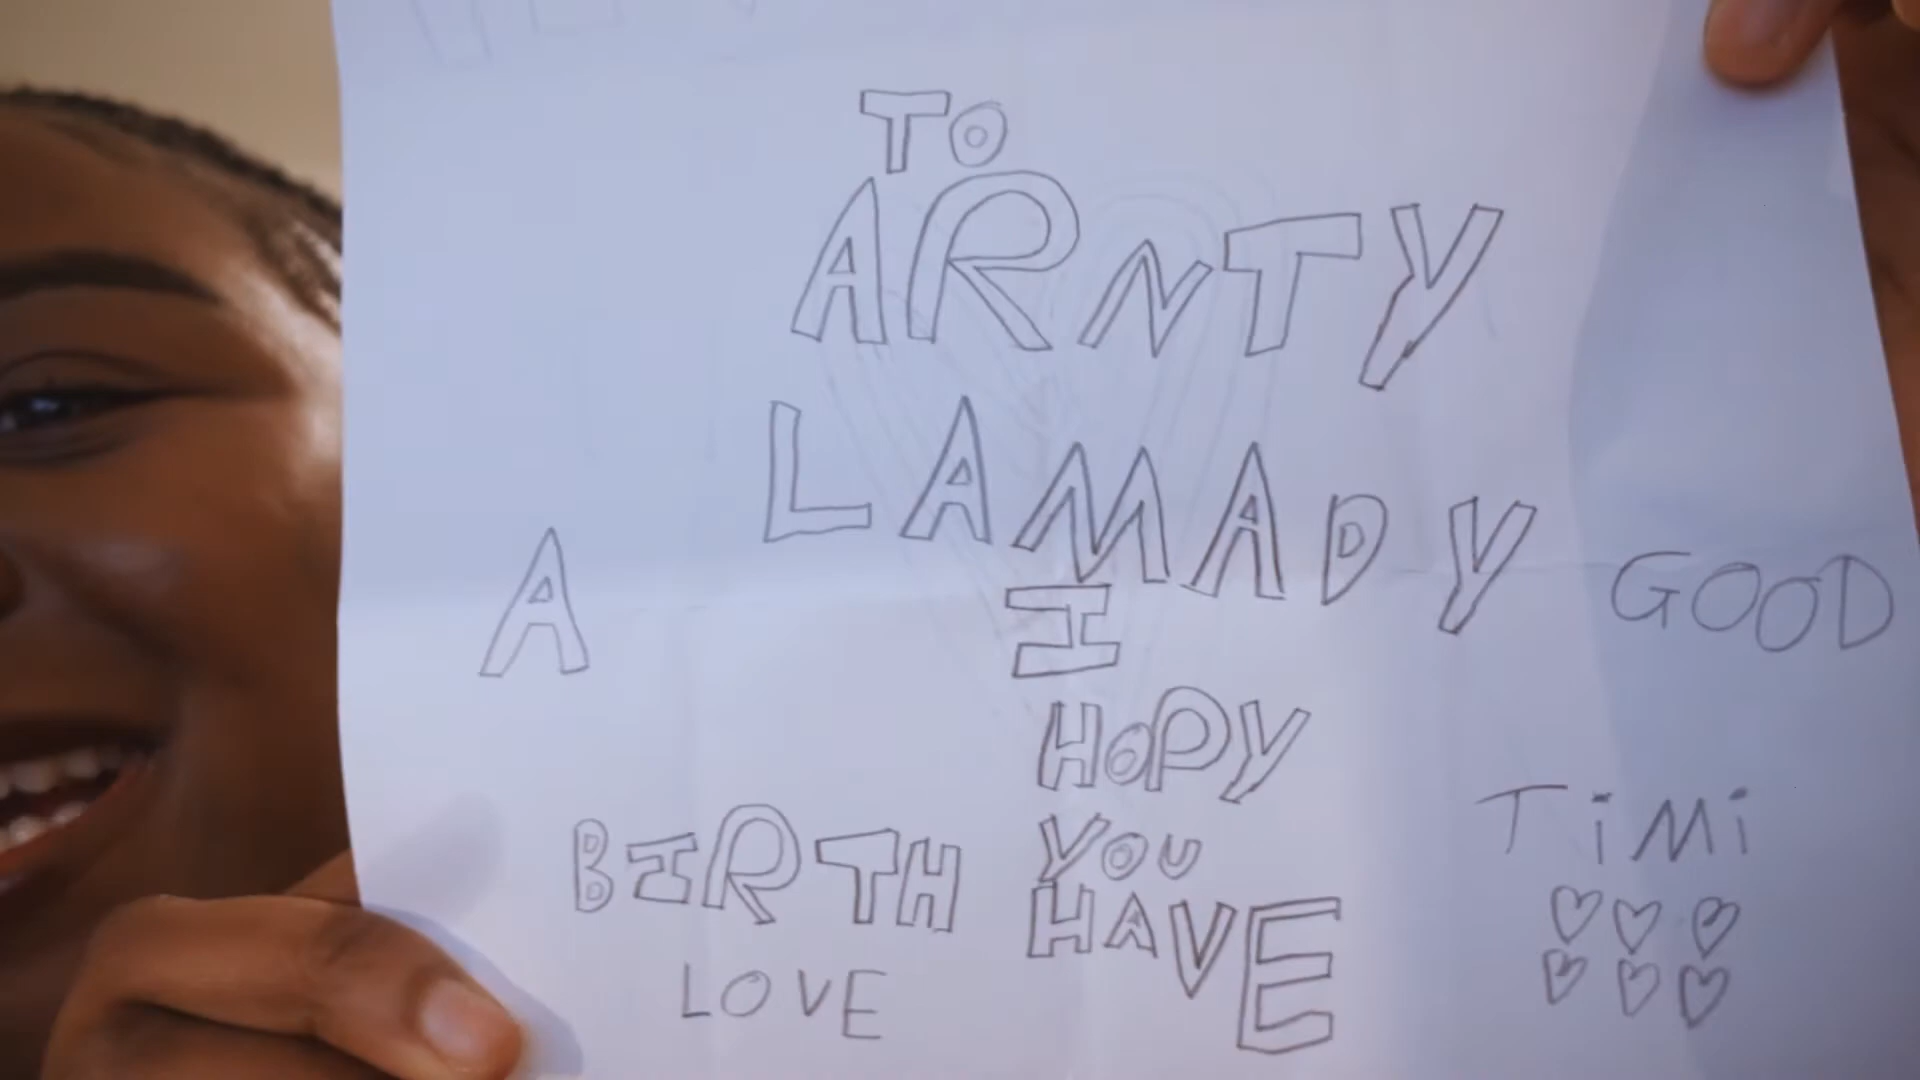 TO
ARNTY
LAMADY
I
HOPY
YOU
HAVE
A
GOOD
BIRTH
LOVE
TiMi